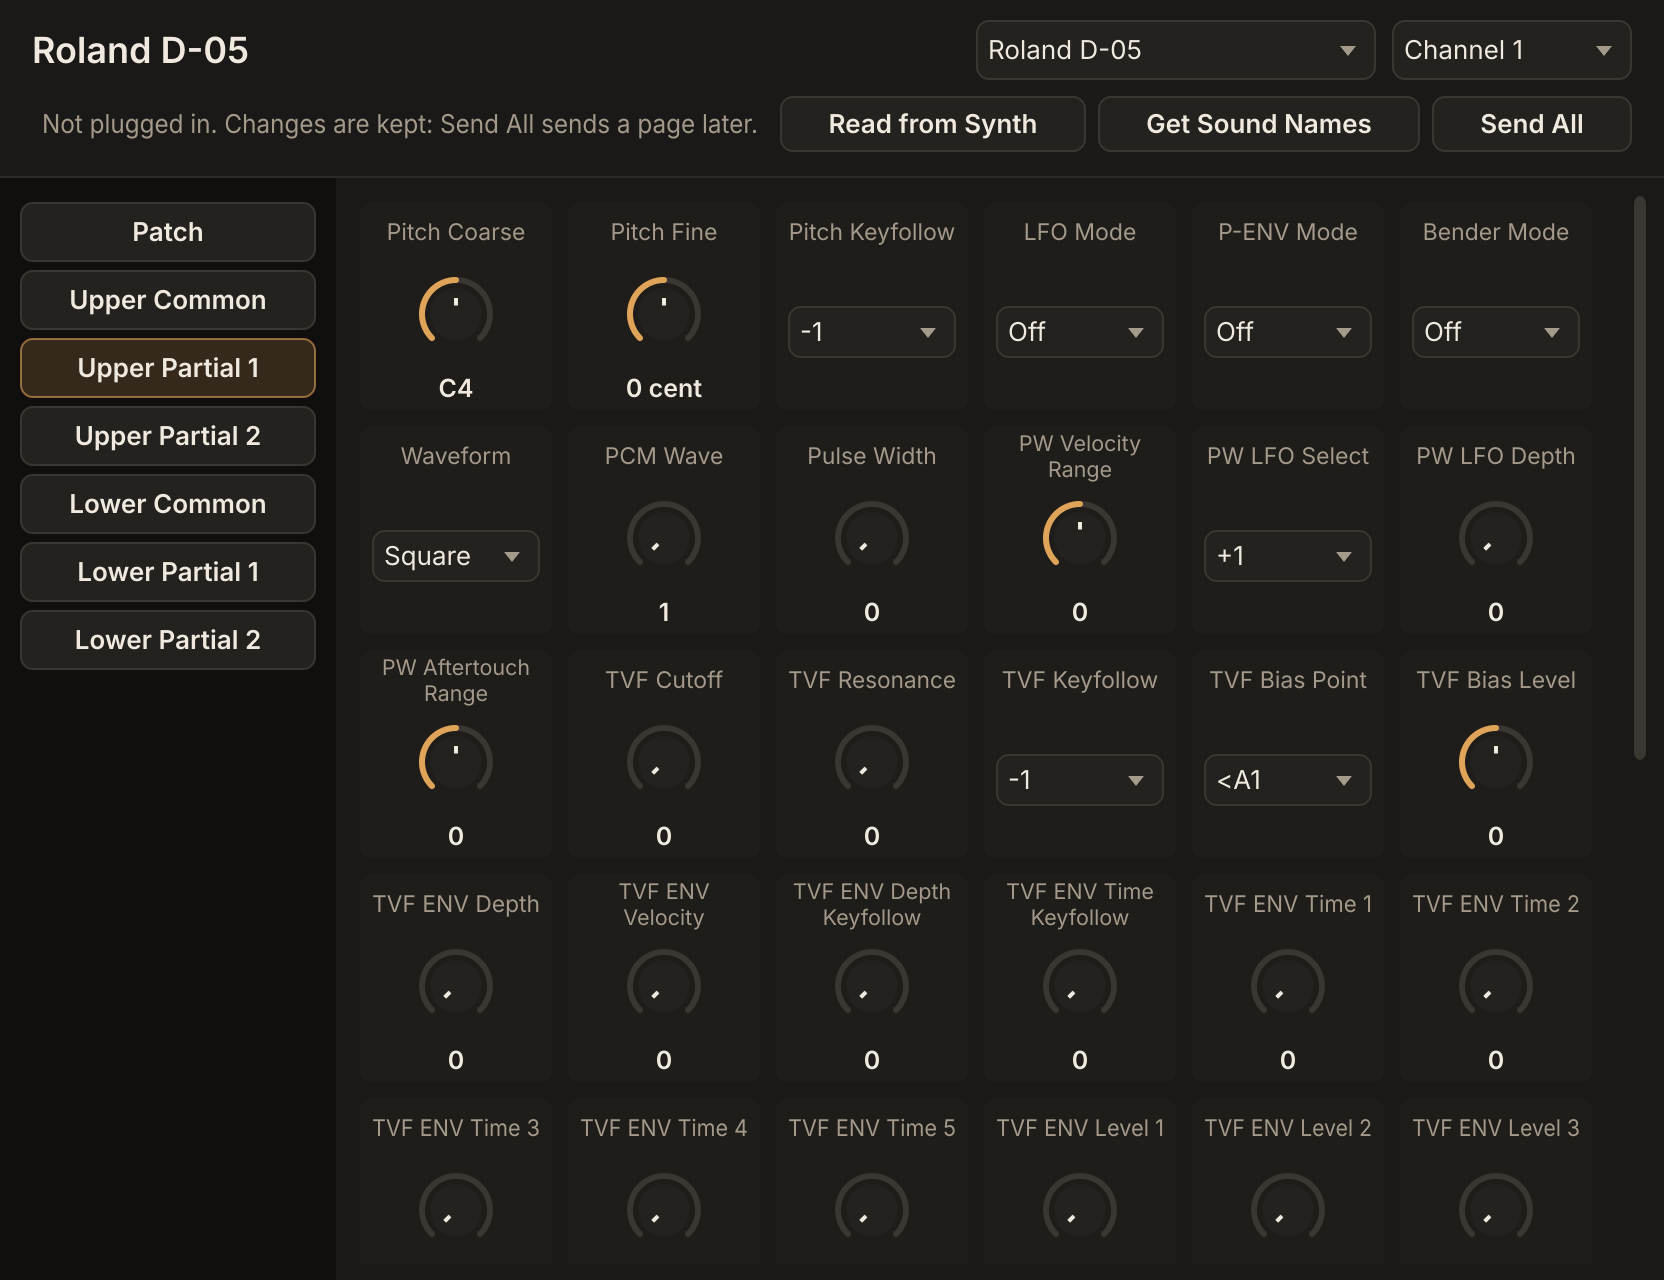 Roland D-05
Roland D-05
Channel 1
Not plugged in. Changes are kept: Send All sends a page later.
Read from Synth
Get Sound Names
Send All
Patch
Upper Common
Upper Partial 1
Upper Partial 2
Lower Common
Lower Partial 1
Lower Partial 2
Pitch Coarse
Pitch Fine
Pitch Keyfollow
LFO Mode
P-ENV Mode
Bender Mode
-1
Off
Off
Off
C4
0 cent
Waveform
PCM Wave
Pulse Width
PW Velocity
Range
PW LFO Select
PW LFO Depth
Square
+1
1
0
0
0
PW Aftertouch
Range
TVF Cutoff
TVF Resonance
TVF Keyfollow
TVF Bias Point
TVF Bias Level
-1
<A1
0
0
0
0
TVF ENV Depth
TVF ENV
Velocity
TVF ENV Depth
Keyfollow
TVF ENV Time
Keyfollow
TVF ENV Time 1
TVF ENV Time 2
0
0
0
0
0
0
TVF ENV Time 3
TVF ENV Time 4
TVF ENV Time 5
TVF ENV Level 1
TVF ENV Level 2
TVF ENV Level 3